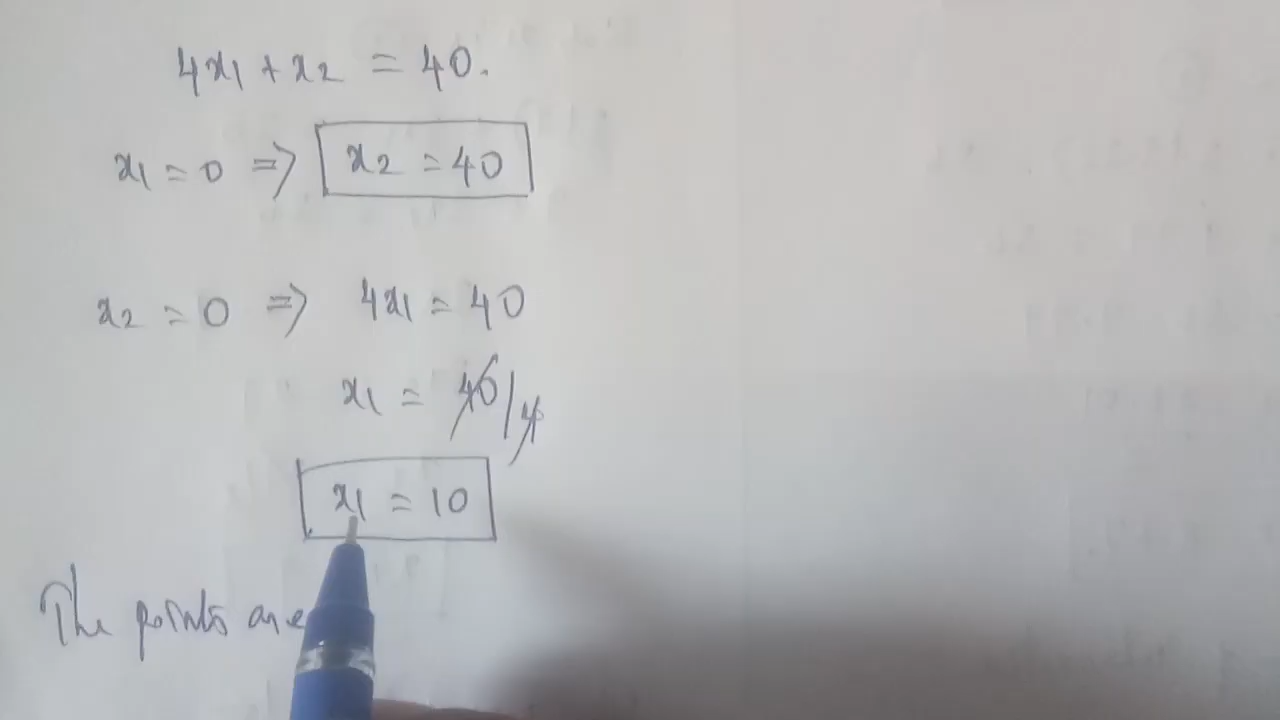 4x1 + x2 = 40.
x1 = 0 => x2 = 40
x2 = 0 => 4x1 = 40
x1 = 40/4
x1 = 10
The points are